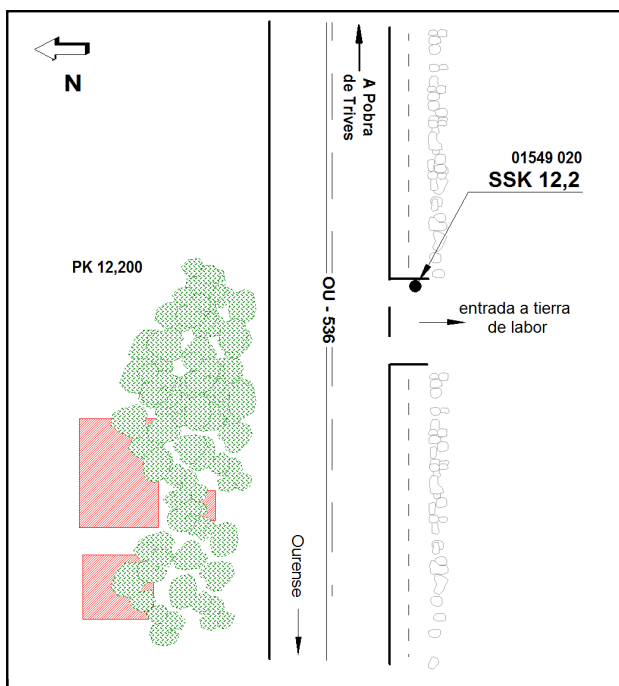 N
A Pobra
de Trives
01549 020
SSK 12,2
PK 12,200
OU - 536
entrada a tierra
de labor
Ourense